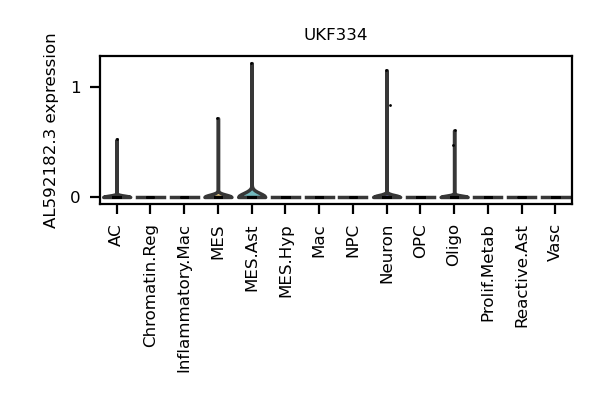 UKF334
AL592182.3 expression
1
0
AC
Chromatin.Reg
Inflammatory.Mac
MES
MES.Ast
MES.Hyp
Mac
NPC
Neuron
OPC
Oligo
Prolif.Metab
Reactive.Ast
Vasc